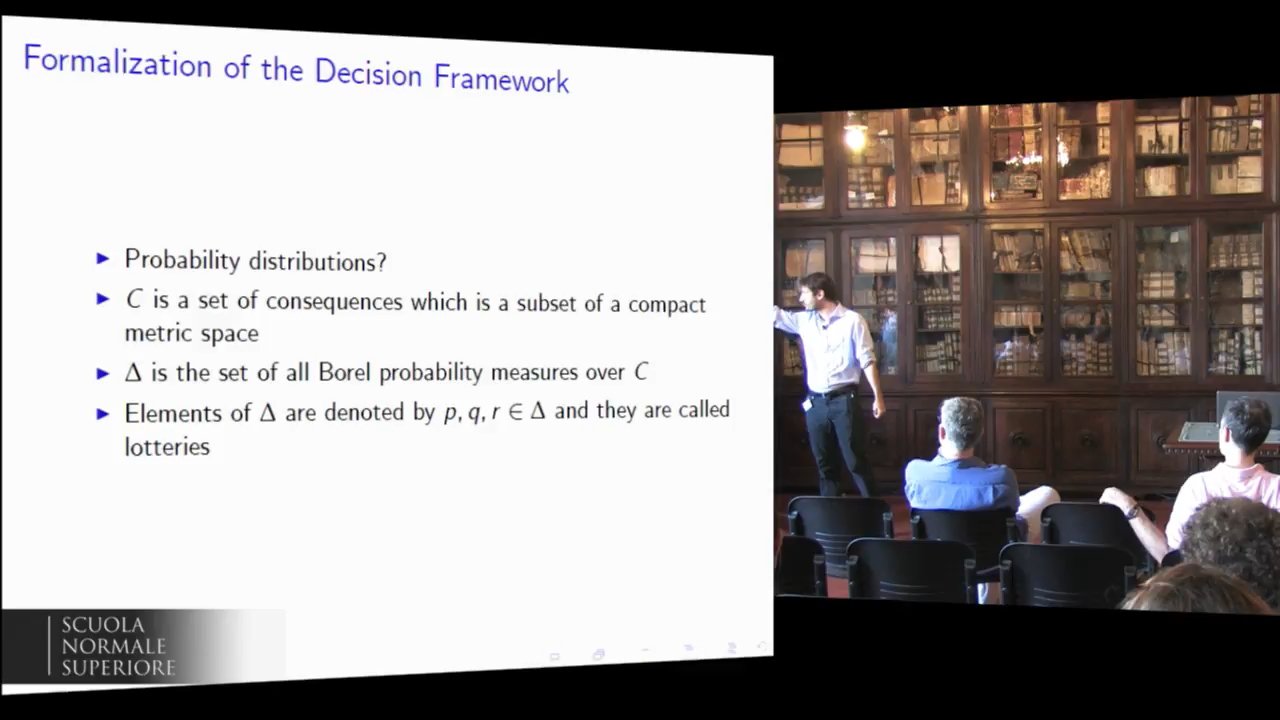 Formalization of the Decision Framework
▶ Probability distributions?
▶ C is a set of consequences which is a subset of a compact
metric space
▶ Δ is the set of all Borel probability measures over C
▶ Elements of Δ are denoted by p, q, r ∈ Δ and they are called
lotteries
SCUOLA
NORMALE
SUPERIORE